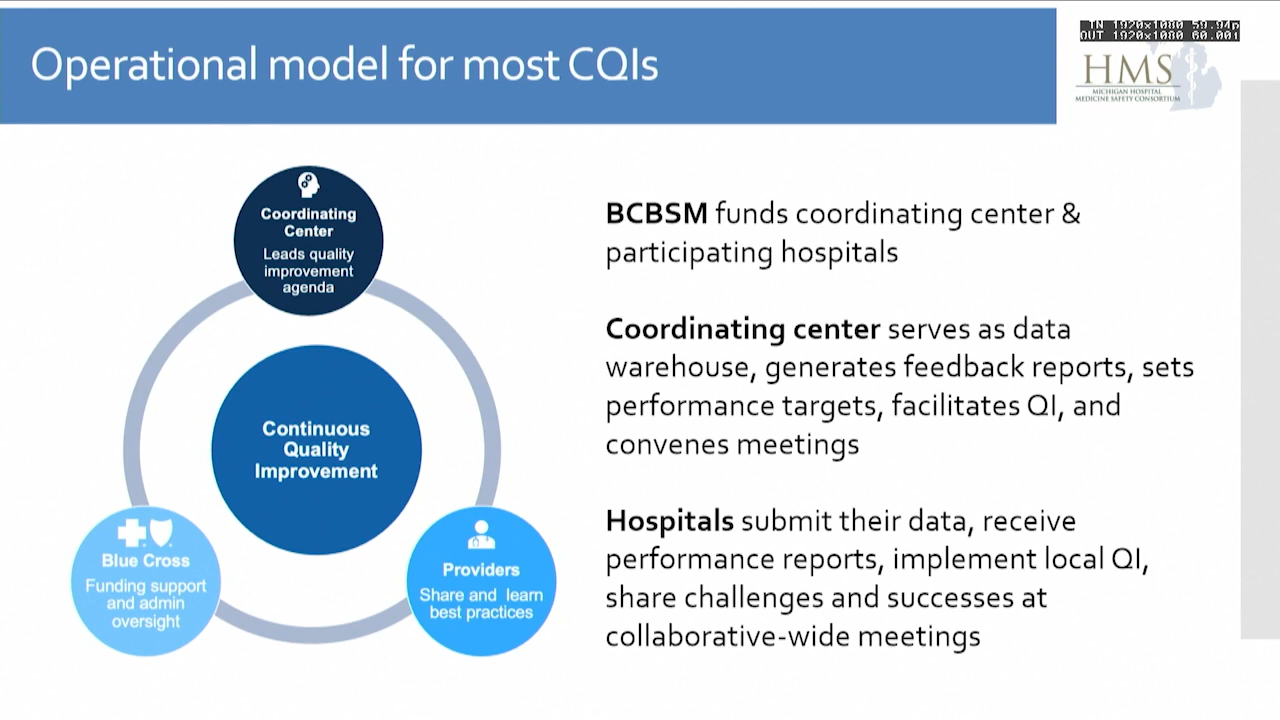 Operational model for most CQIs
IN 1920x1080 59.94p
OUT 1920x1080 60.00i
HMS
MICHIGAN HOSPITAL
MEDICINE SAFETY CONSORTIUM
Coordinating
Center
Leads quality
improvement
agenda
Continuous
Quality
Improvement
Blue Cross
Funding support
and admin
oversight
Providers
Share and learn
best practices
BCBSM funds coordinating center &
participating hospitals
Coordinating center serves as data
warehouse, generates feedback reports, sets
performance targets, facilitates QI, and
convenes meetings
Hospitals submit their data, receive
performance reports, implement local QI,
share challenges and successes at
collaborative-wide meetings